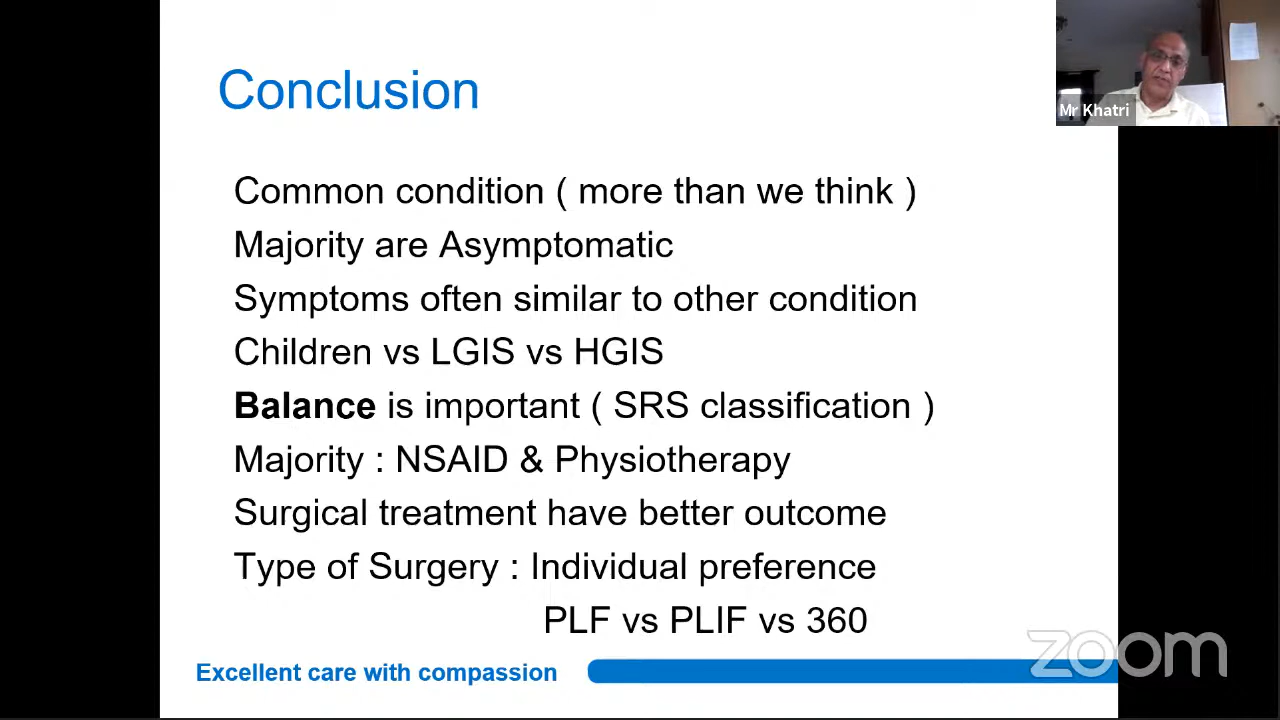 Conclusion
Mr Khatri
Common condition ( more than we think )
Majority are Asymptomatic
Symptoms often similar to other condition
Children vs LGIS vs HGIS
Balance is important ( SRS classification )
Majority : NSAID & Physiotherapy
Surgical treatment have better outcome
Type of Surgery : Individual preference
PLF vs PLIF vs 360
Excellent care with compassion
zoom